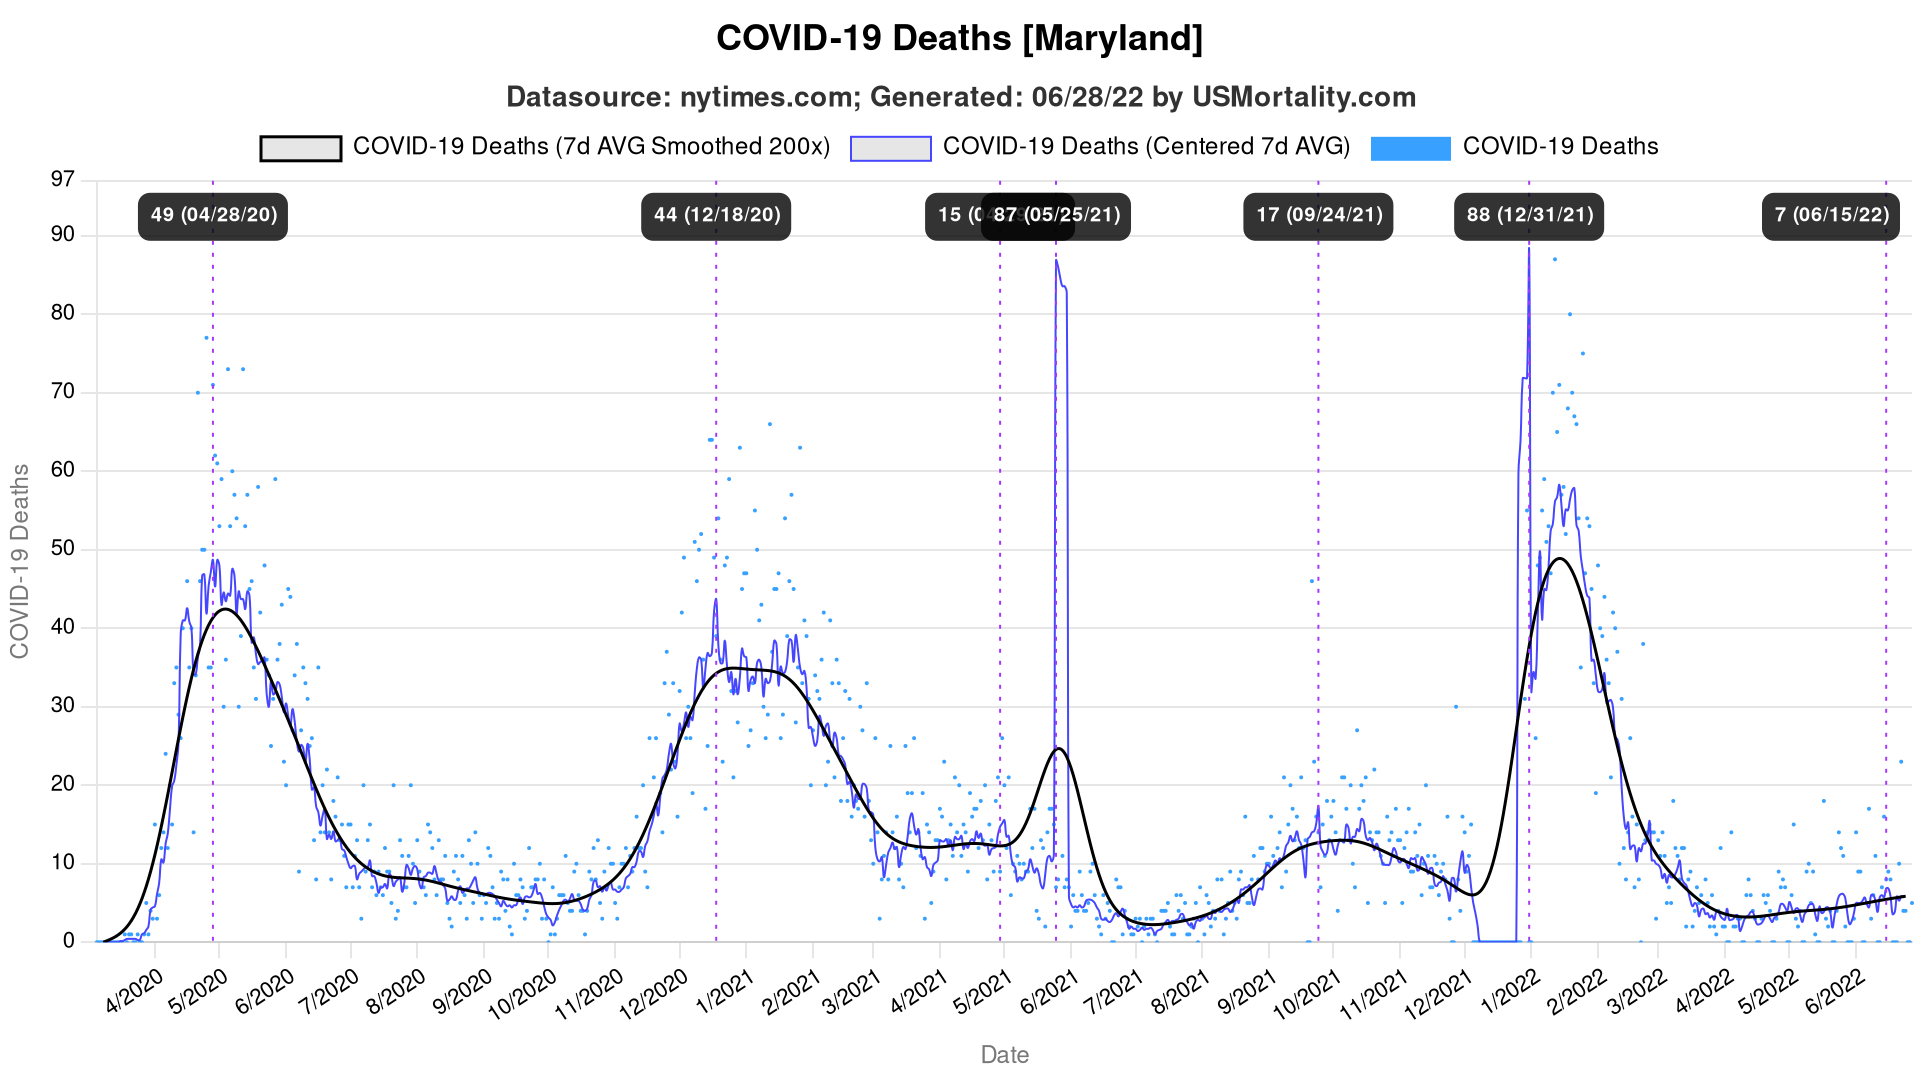 COVID-19 Deaths [Maryland]
Datasource: nytimes.com; Generated: 06/28/22 by USMortality.com
COVID-19 Deaths (7d AVG Smoothed 200x) COVID-19 Deaths (Centered 7d AVG) COVID-19 Deaths
97
49 (04/28/20) 44 (12/18/20) 15 87 (05/25/21) 17 (09/24/21) 88 (12/31/21) 7 (06/15/22)
90
80
70
60
50
40
30
20
10
0
COVID-19 Deaths
4/2020 5/2020 6/2020 7/2020 8/2020 9/2020 10/2020 11/2020 12/2020 1/2021 2/2021 3/2021 4/2021 5/2021 6/2021 7/2021 8/2021 9/2021 10/2021 11/2021 12/2021 1/2022 2/2022 3/2022 4/2022 5/2022 6/2022
Date